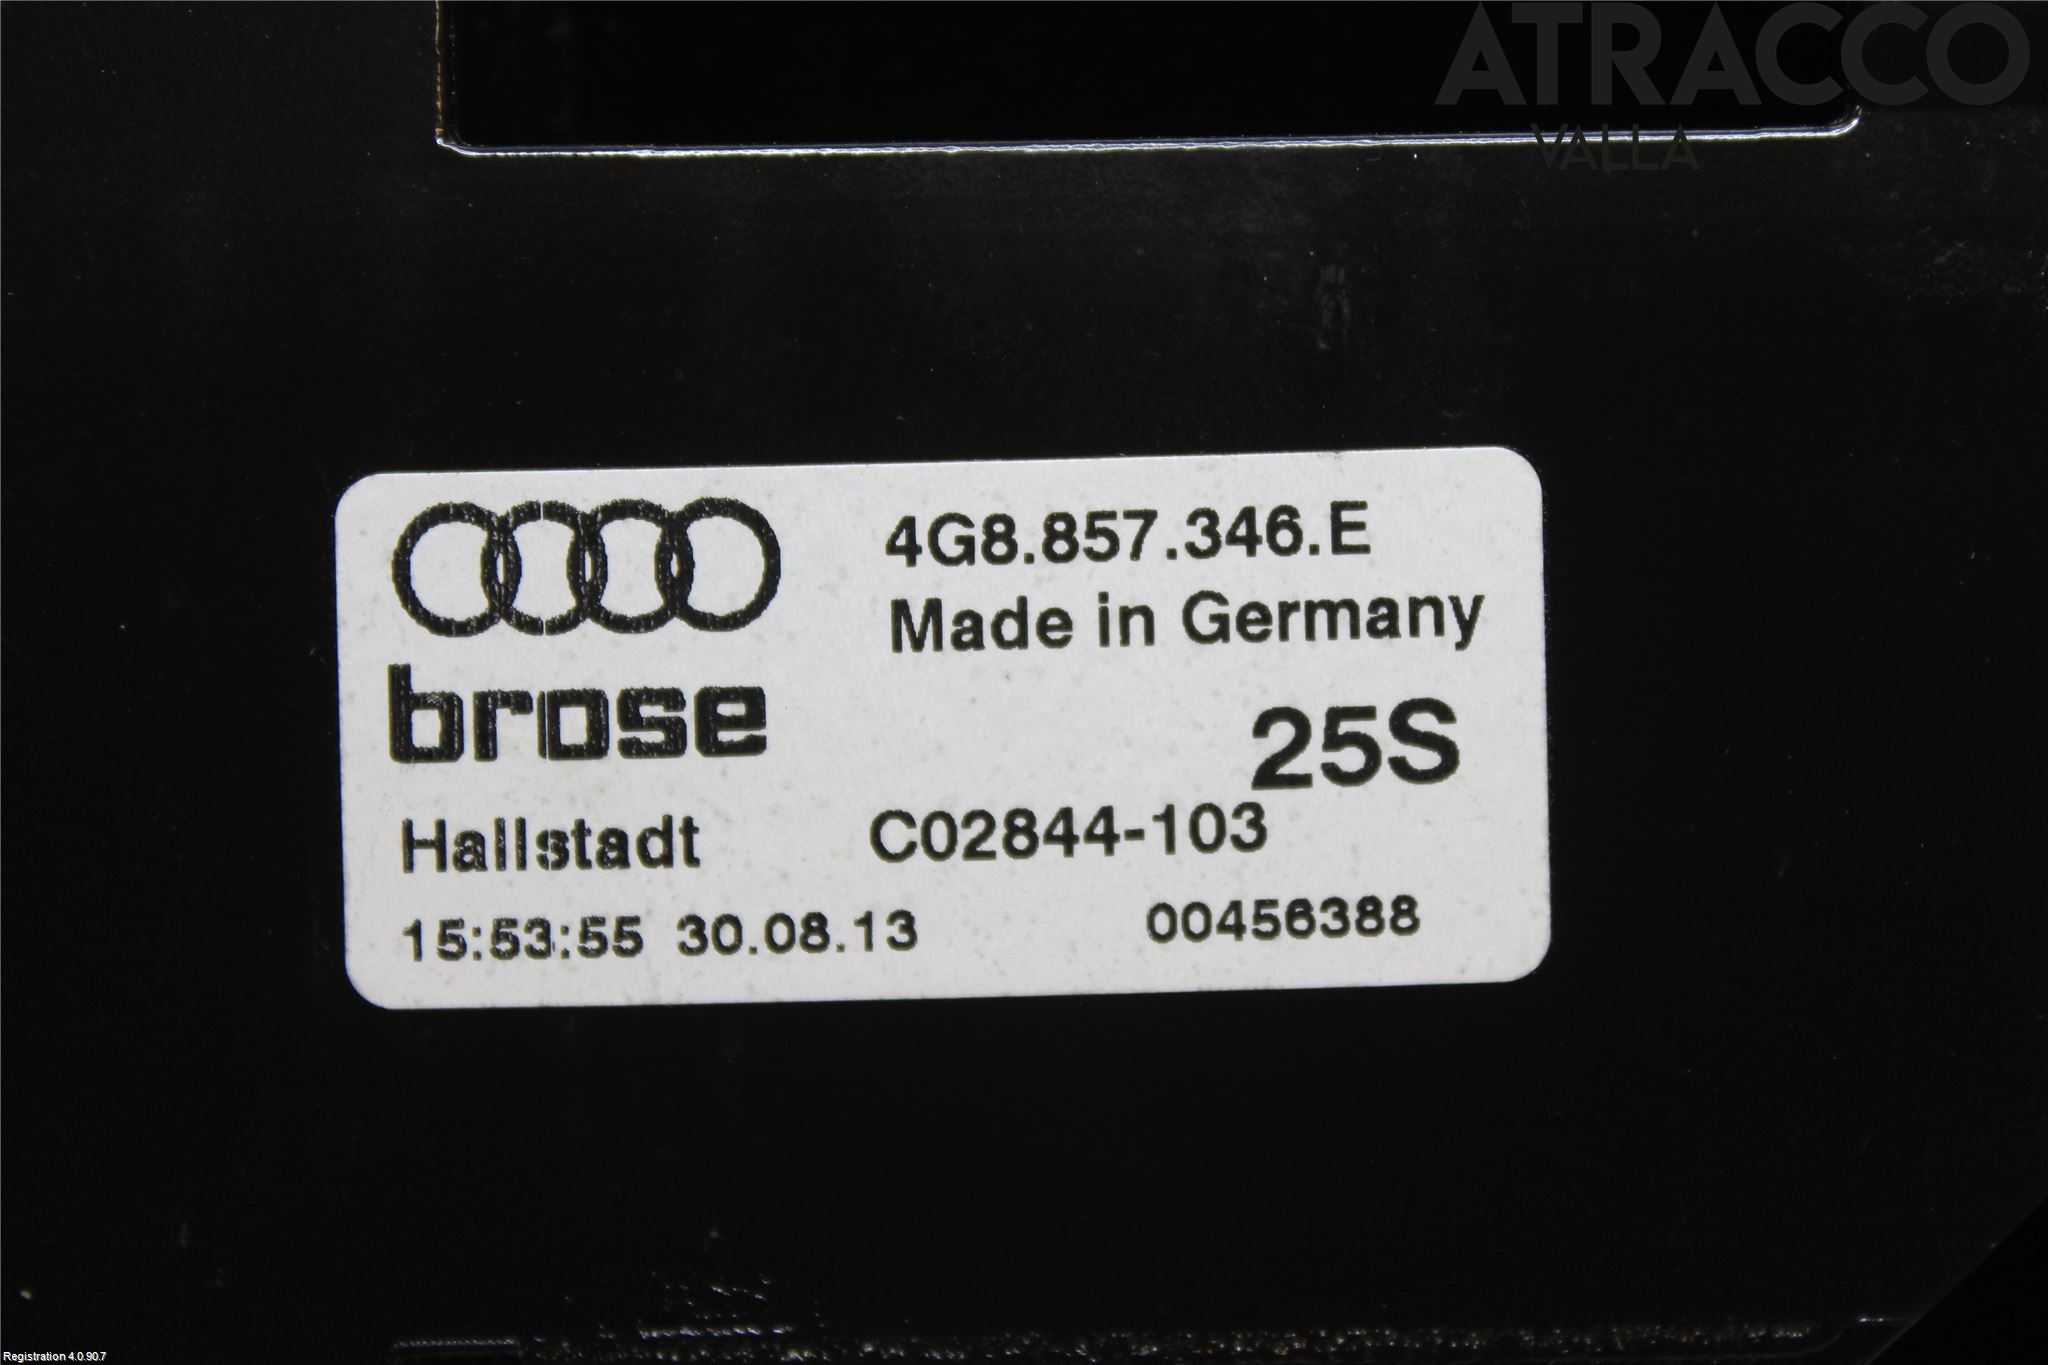 ATRACCO
VALLA
4G8.857.346.E
Made in Germany
brose
25S
Hallstadt C02844-103
15:53:55 30.08.13 00456388
Registration 4.0.90.7